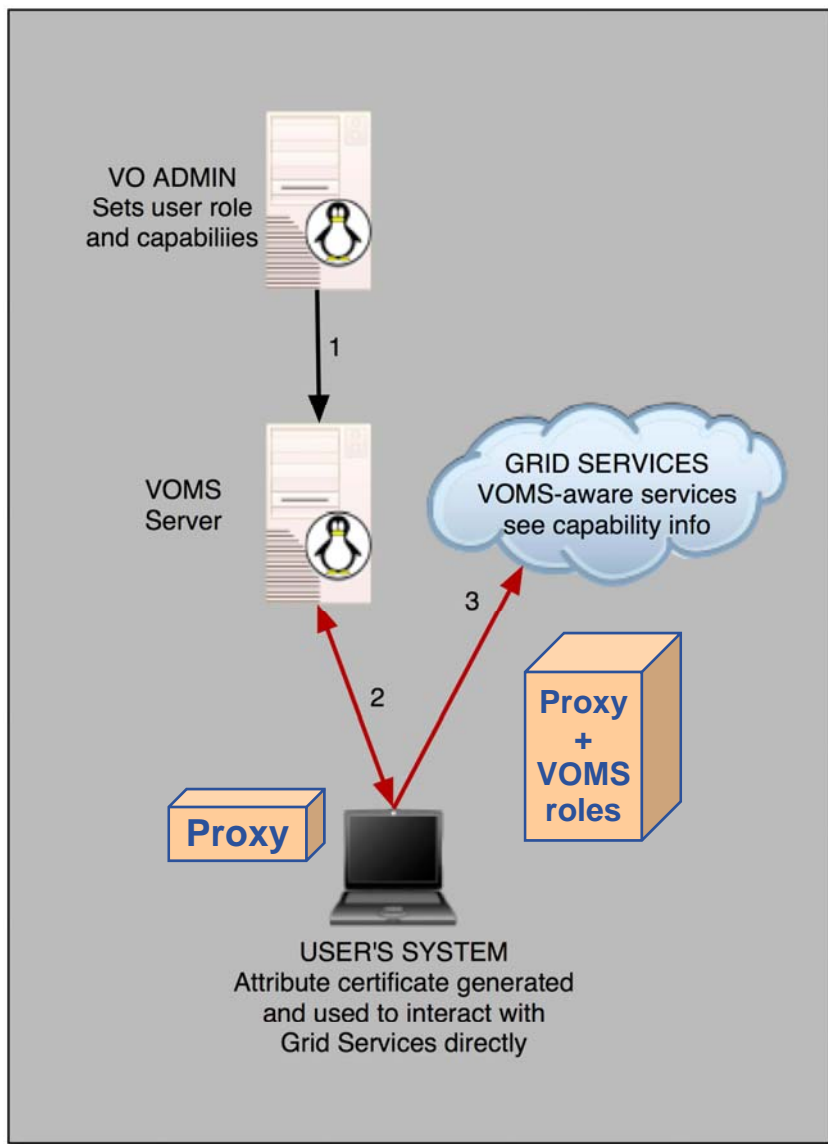 VO ADMIN
Sets user role
and capabiliies
1
VOMS
Server
GRID SERVICES
VOMS-aware services
see capability info
3
2
Proxy
+
VOMS
roles
Proxy
USER'S SYSTEM
Attribute certificate generated
and used to interact with
Grid Services directly